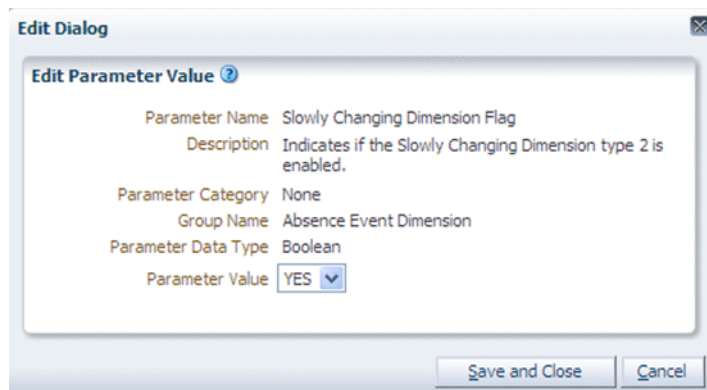 Edit Dialog
Edit Parameter Value
Parameter Name Slowly Changing Dimension Flag
Description Indicates if the Slowly Changing Dimension type 2 is
enabled.
Parameter Category None
Group Name Absence Event Dimension
Parameter Data Type Boolean
Parameter Value YES
Save and Close Cancel